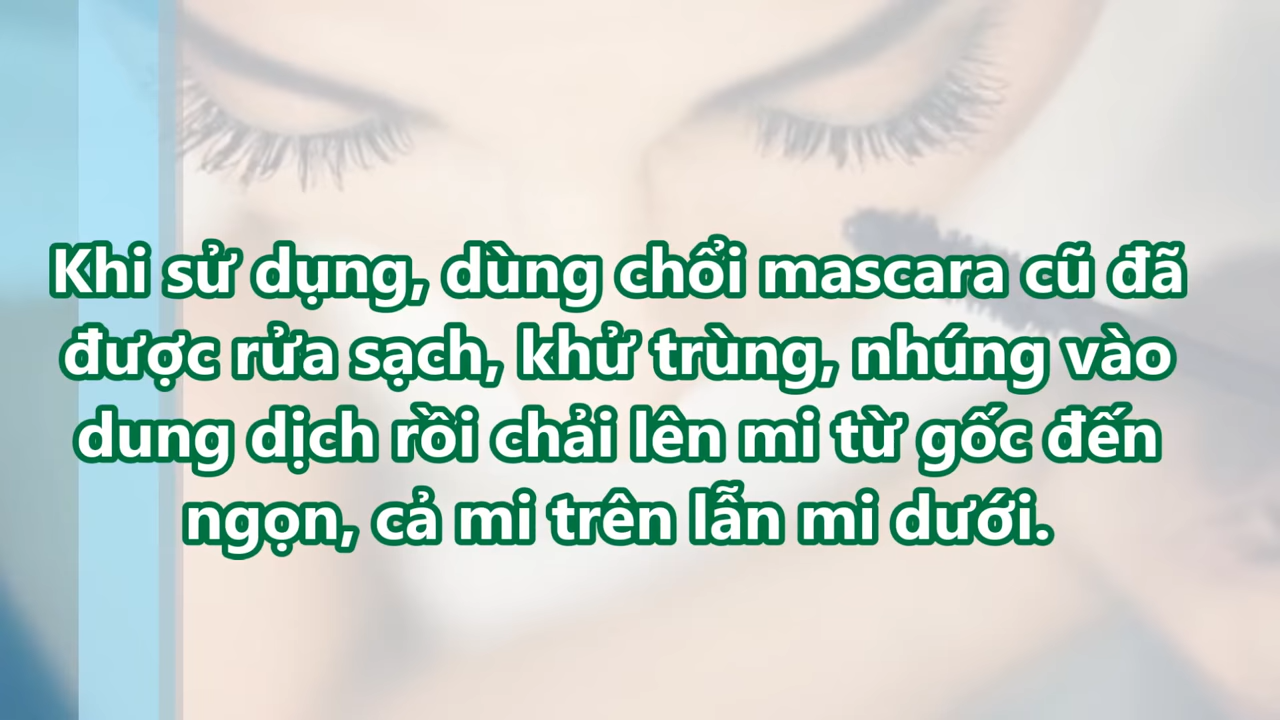 Khi sử dụng, dùng chổi mascara cũ đã
được rửa sạch, khử trùng, nhúng vào
dung dịch rồi chải lên mi từ gốc đến
ngọn, cả mi trên lẫn mi dưới.